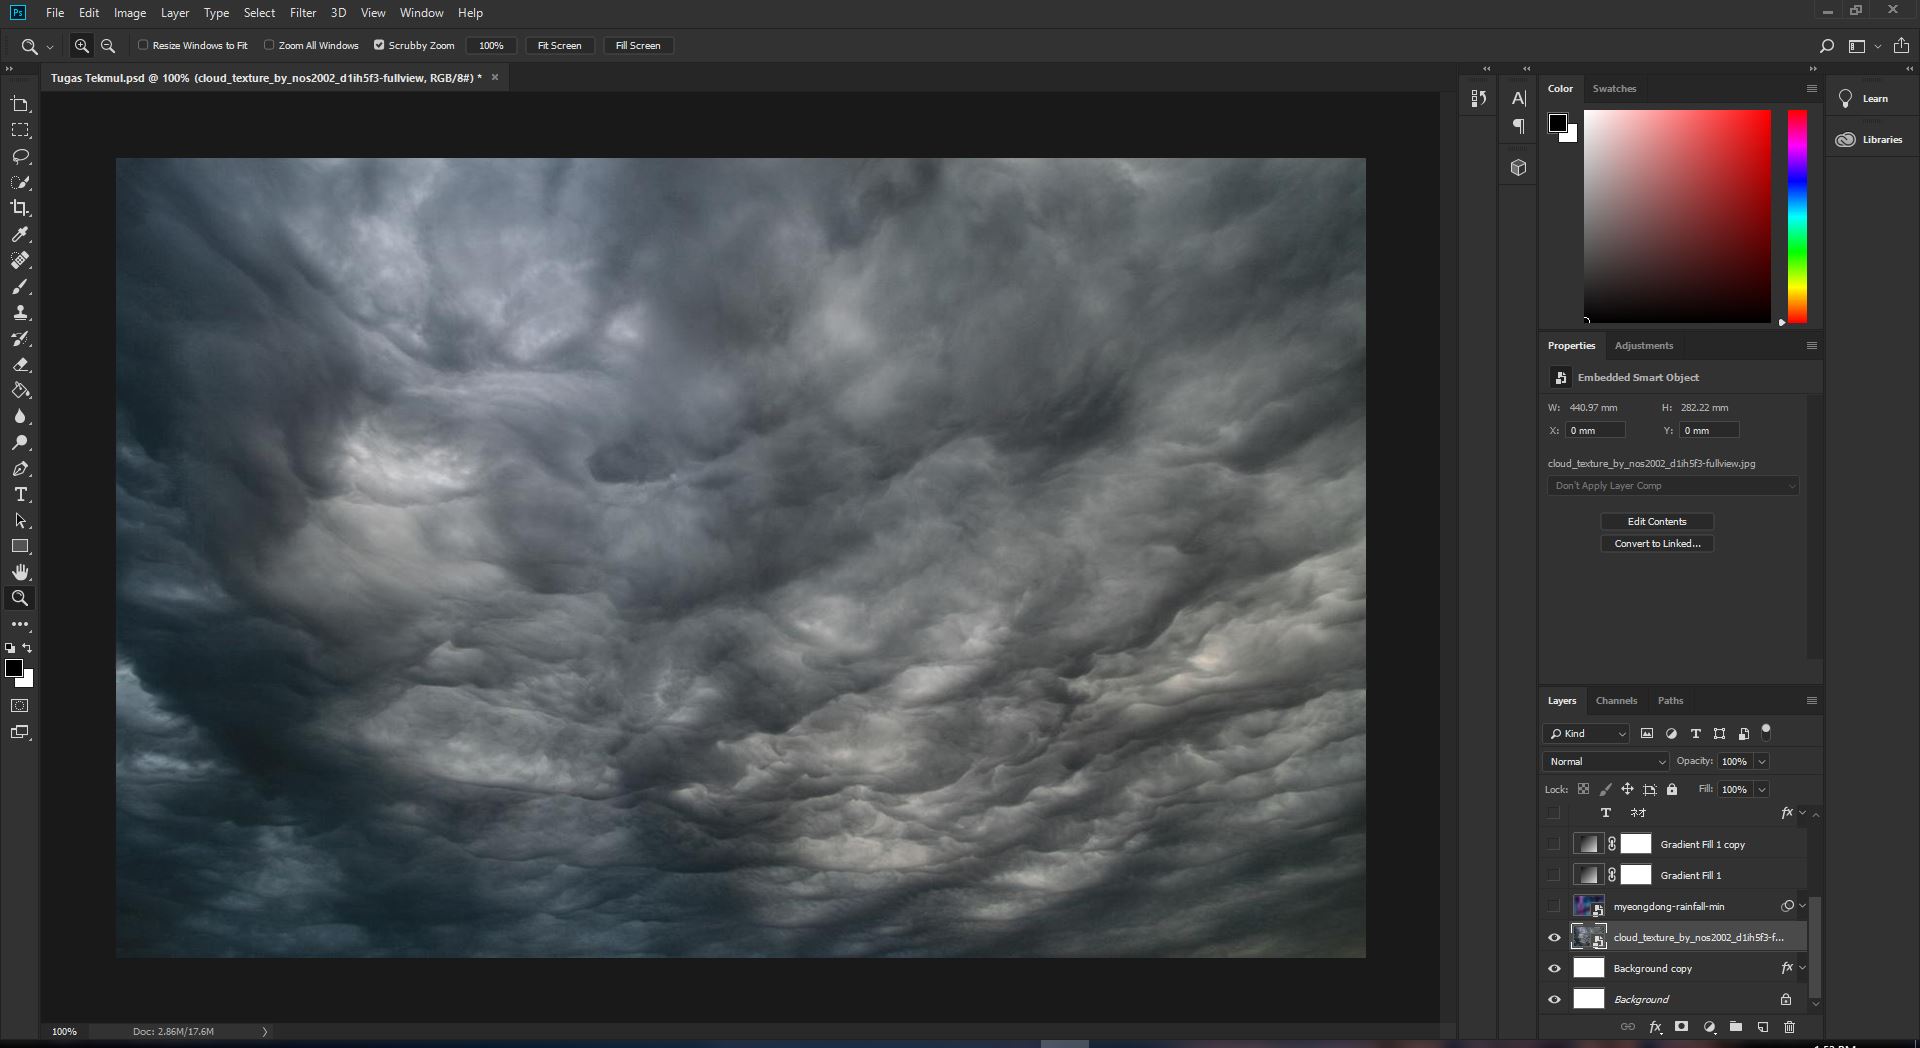 Ps File Edit Image Layer Type Select Filter 3D View Window Help
Resize Windows to Fit Zoom All Windows Scrubby Zoom 100% Fit Screen Fill Screen
Tugas Tekmul.psd @ 100% (cloud_texture_by_nos2002_d1ih5f3-fullview, RGB/8#) *
Color Swatches
Learn
Libraries
Properties Adjustments
Embedded Smart Object
W: 440.97 mm H: 282.22 mm
X: 0 mm Y: 0 mm
cloud_texture_by_nos2002_d1ih5f3-fullview.jpg
Don't Apply Layer Comp
Edit Contents
Convert to Linked...
Layers Channels Paths
Kind
Normal Opacity: 100%
Lock: Fill: 100%
fx
Gradient Fill 1 copy
Gradient Fill 1
myeongdong-rainfall-min
cloud_texture_by_nos2002_d1ih5f3-f...
Background copy fx
Background
100% Doc: 2.86M/17.6M
fx